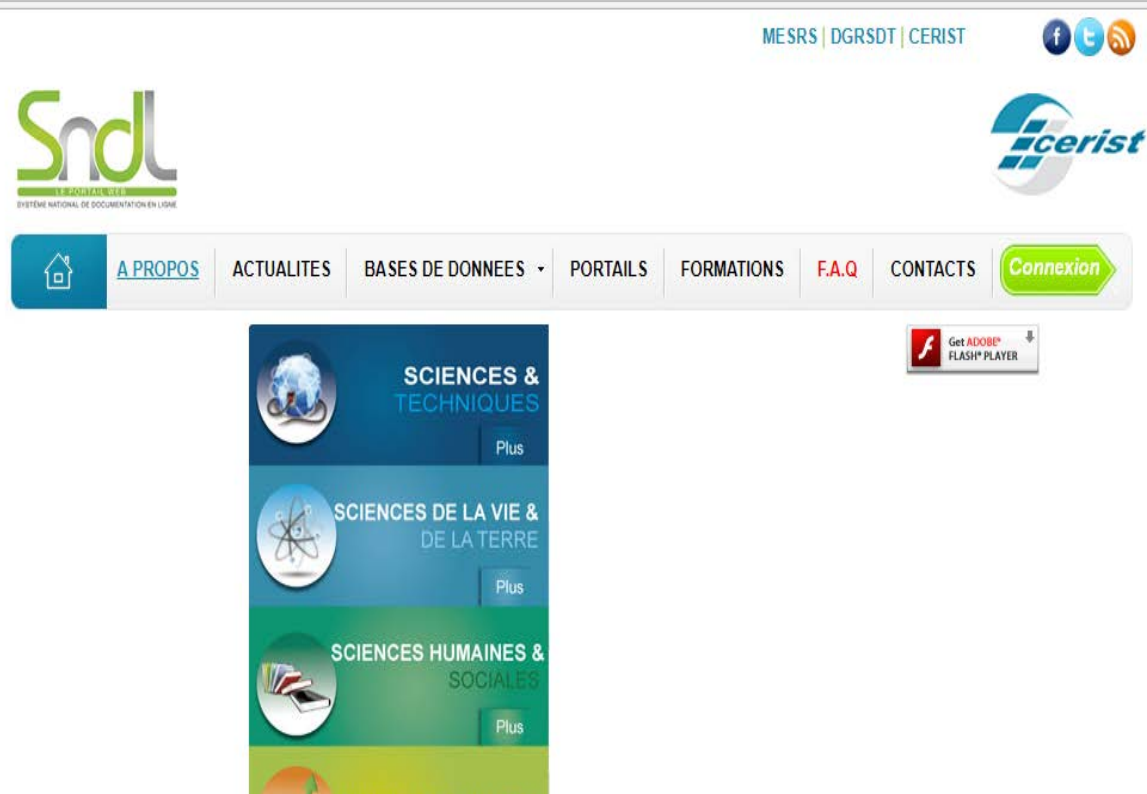 MESRS | DGRSDT | CERIST
Sndl
LE PORTAIL WEB
SYSTÈME NATIONAL DE DOCUMENTATION EN LIGNE
cerist
A PROPOS ACTUALITES BASES DE DONNEES PORTAILS FORMATIONS F.A.Q CONTACTS Connexion
Get ADOBE®
FLASH® PLAYER
SCIENCES &
TECHNIQUES
Plus
SCIENCES DE LA VIE &
DE LA TERRE
Plus
SCIENCES HUMAINES &
SOCIALES
Plus